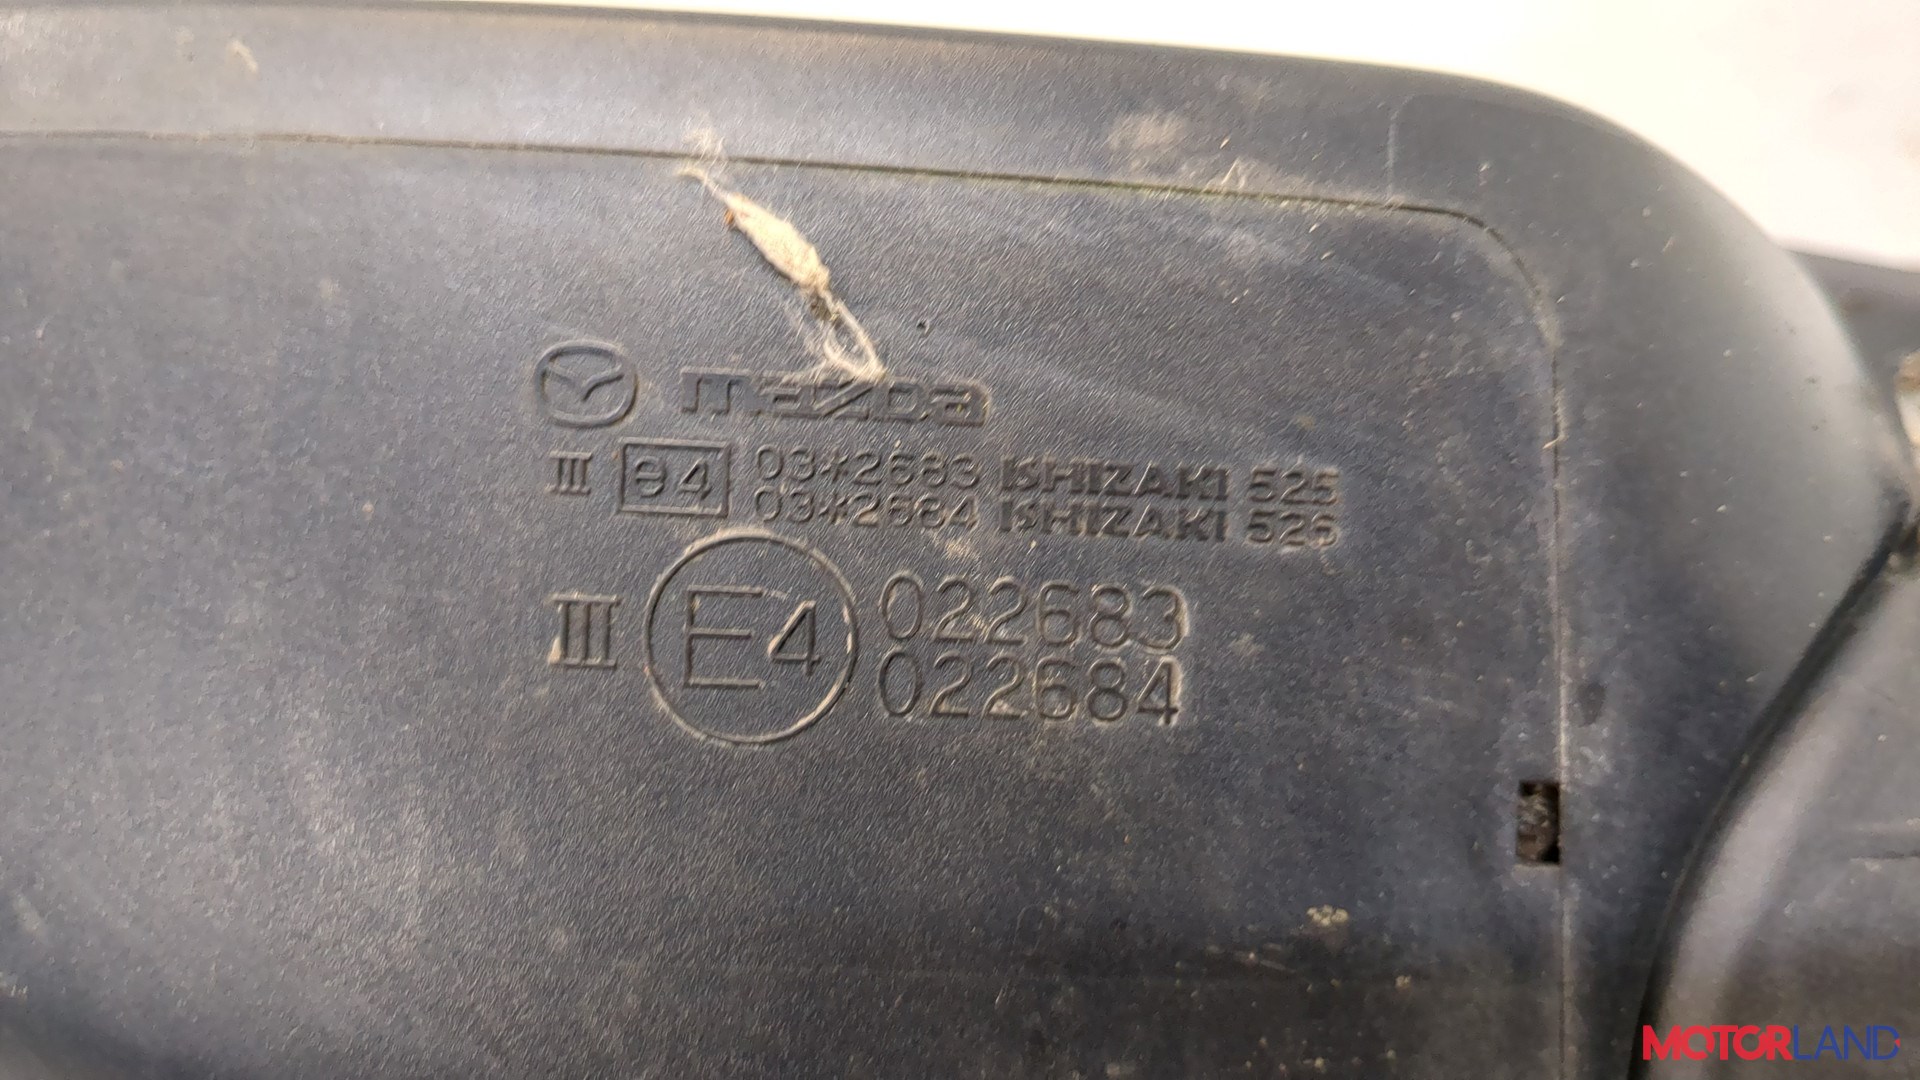 mazda
III e4 03*2683 ISHIZAKI 525
03*2684 ISHIZAKI 526
III E4 022683
022684
MOTORLAND